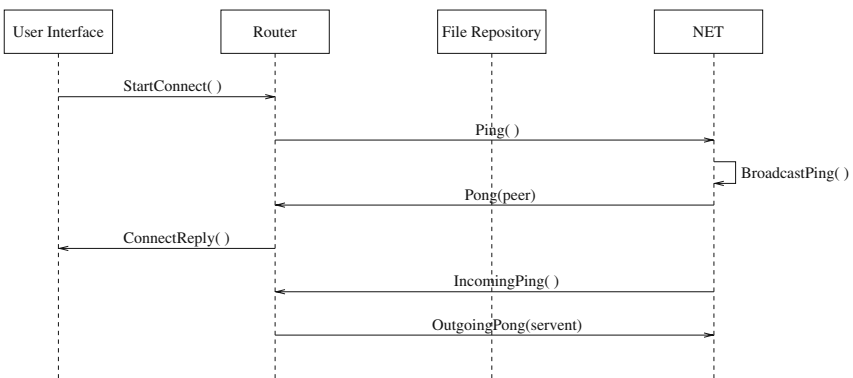 User Interface
Router
File Repository
NET
StartConnect( )
Ping( )
BroadcastPing( )
Pong(peer)
ConnectReply( )
IncomingPing( )
OutgoingPong(servent)